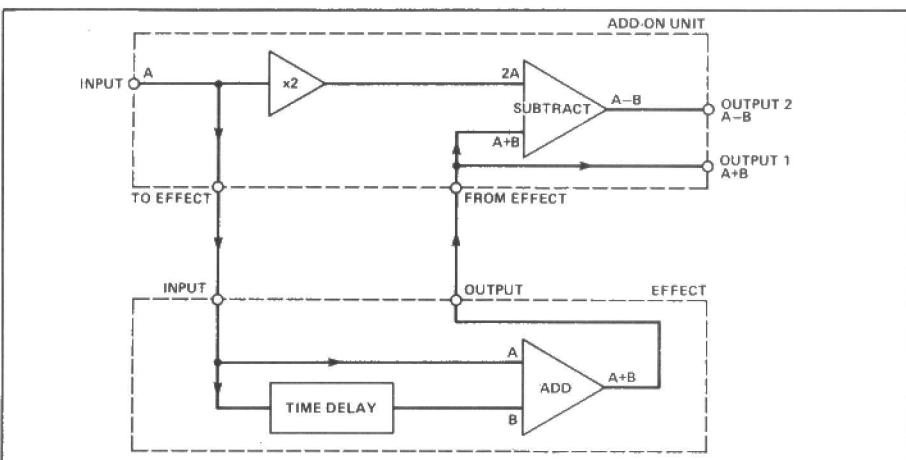 ADD-ON UNIT
INPUT
A
x2
2A
SUBTRACT
A–B
OUTPUT 2
A–B
A+B
OUTPUT 1
A+B
TO EFFECT
FROM EFFECT
INPUT
OUTPUT
EFFECT
A
ADD
A+B
TIME DELAY
B